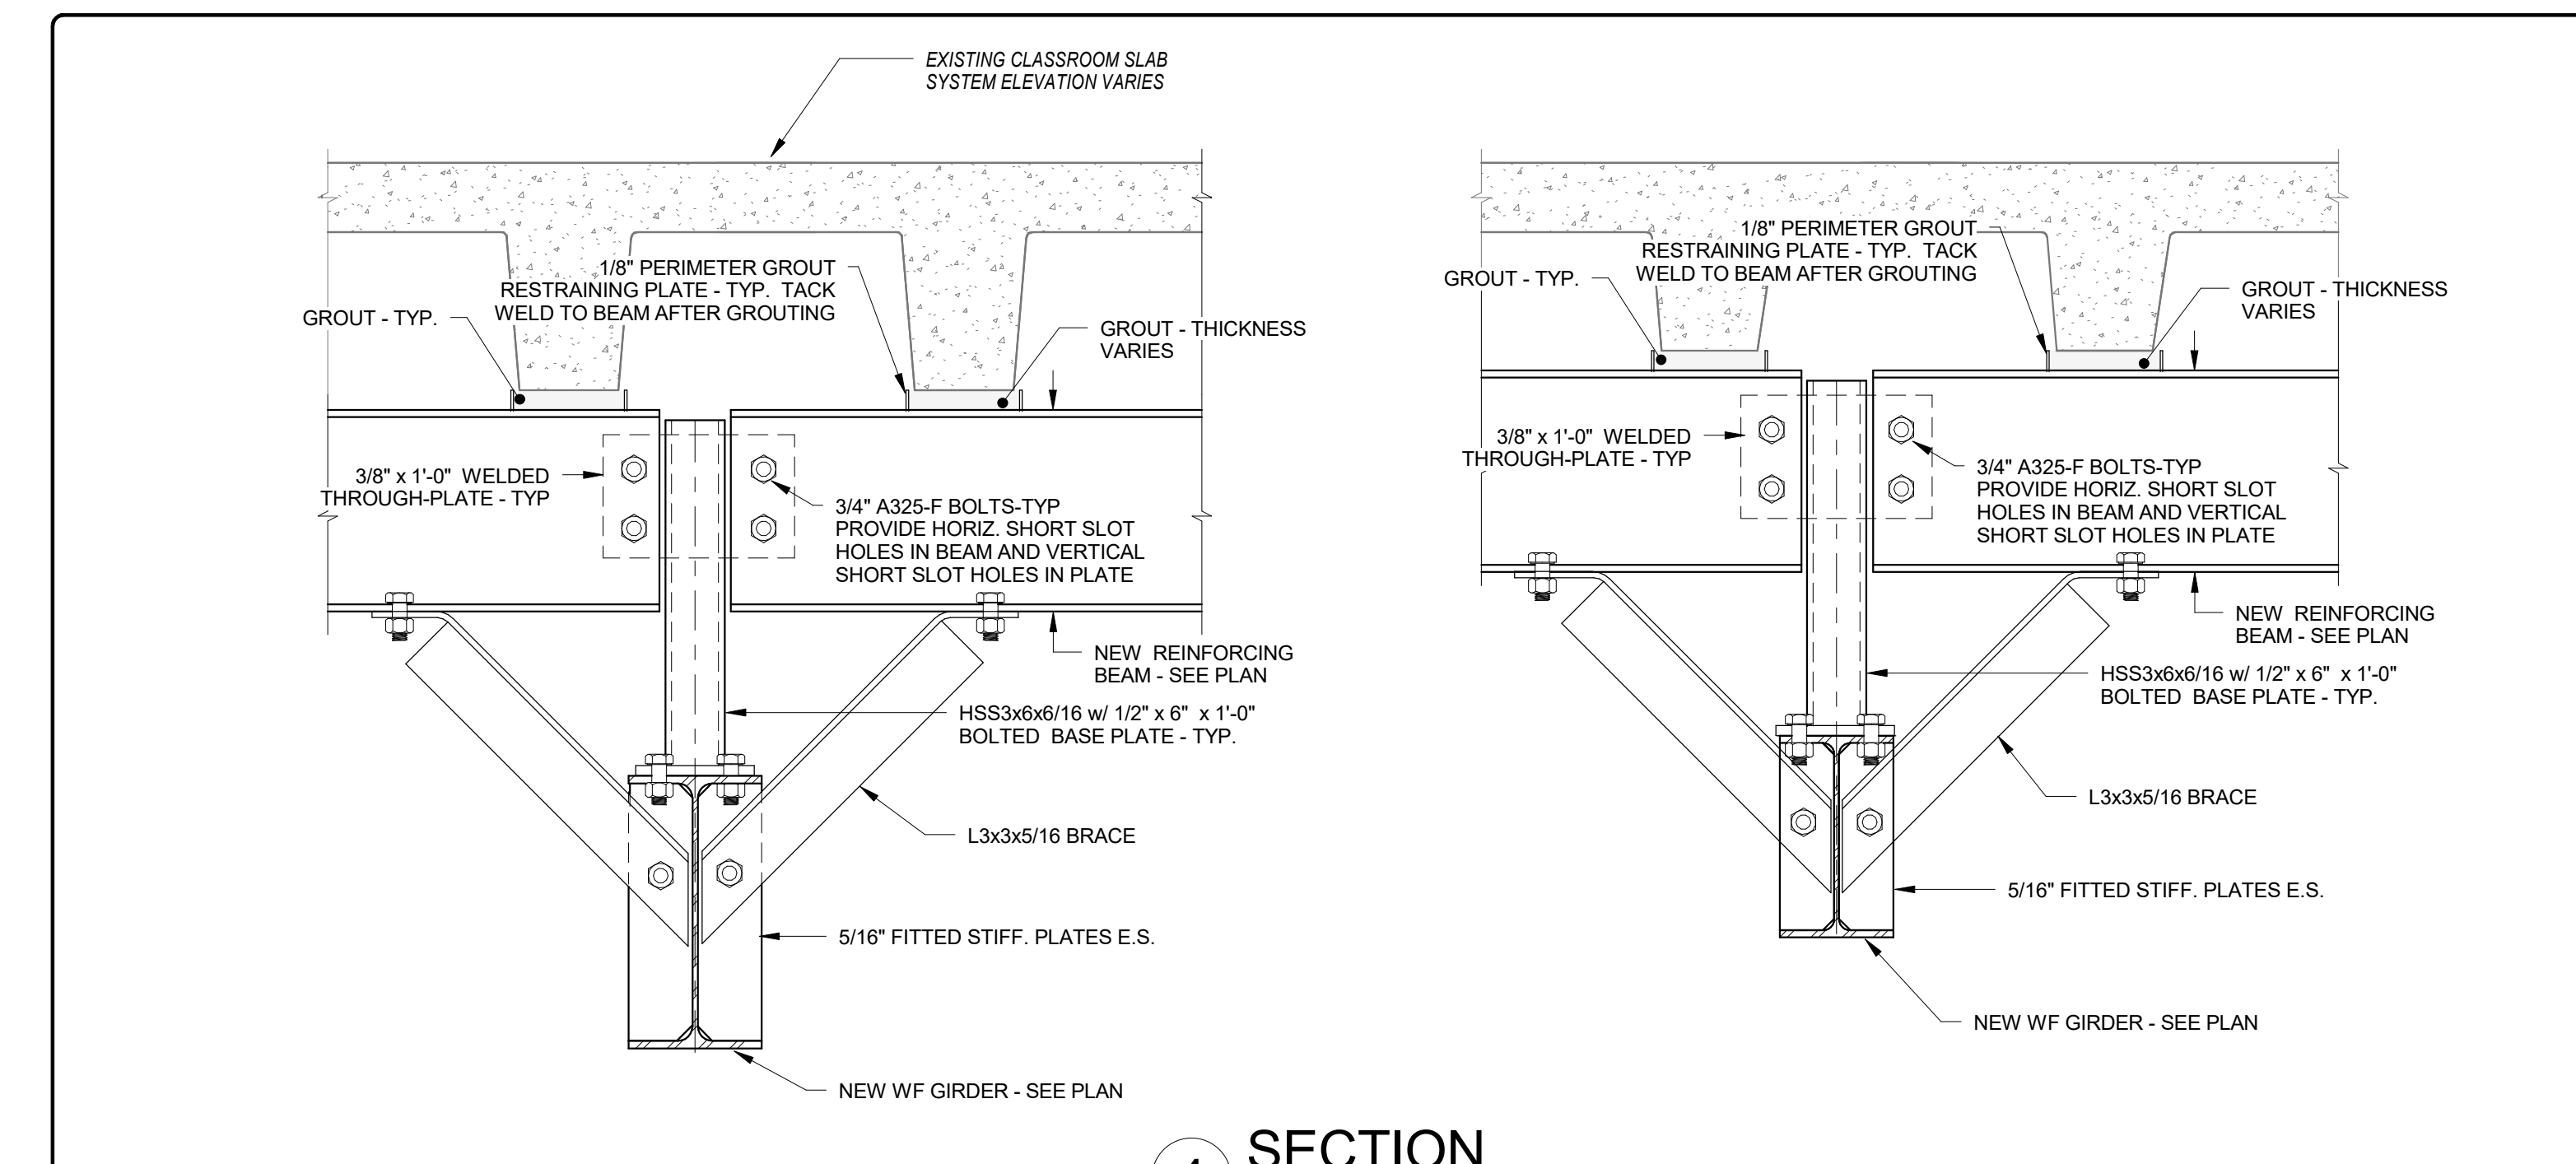 EXISTING CLASSROOM SLAB
SYSTEM ELEVATION VARIES
1/8" PERIMETER GROUT
RESTRAINING PLATE - TYP. TACK
WELD TO BEAM AFTER GROUTING
GROUT - TYP.
GROUT - THICKNESS
VARIES
3/8" x 1'-0" WELDED
THROUGH-PLATE - TYP
3/4" A325-F BOLTS-TYP
PROVIDE HORIZ. SHORT SLOT
HOLES IN BEAM AND VERTICAL
SHORT SLOT HOLES IN PLATE
NEW REINFORCING
BEAM - SEE PLAN
HSS3x6x6/16 w/ 1/2" x 6" x 1'-0"
BOLTED BASE PLATE - TYP.
L3x3x5/16 BRACE
5/16" FITTED STIFF. PLATES E.S.
NEW WF GIRDER - SEE PLAN
1/8" PERIMETER GROUT
RESTRAINING PLATE - TYP. TACK
WELD TO BEAM AFTER GROUTING
GROUT - TYP.
GROUT - THICKNESS
VARIES
3/8" x 1'-0" WELDED
THROUGH-PLATE - TYP
3/4" A325-F BOLTS-TYP
PROVIDE HORIZ. SHORT SLOT
HOLES IN BEAM AND VERTICAL
SHORT SLOT HOLES IN PLATE
NEW REINFORCING
BEAM - SEE PLAN
HSS3x6x6/16 w/ 1/2" x 6" x 1'-0"
BOLTED BASE PLATE - TYP.
L3x3x5/16 BRACE
5/16" FITTED STIFF. PLATES E.S.
NEW WF GIRDER - SEE PLAN
SECTION